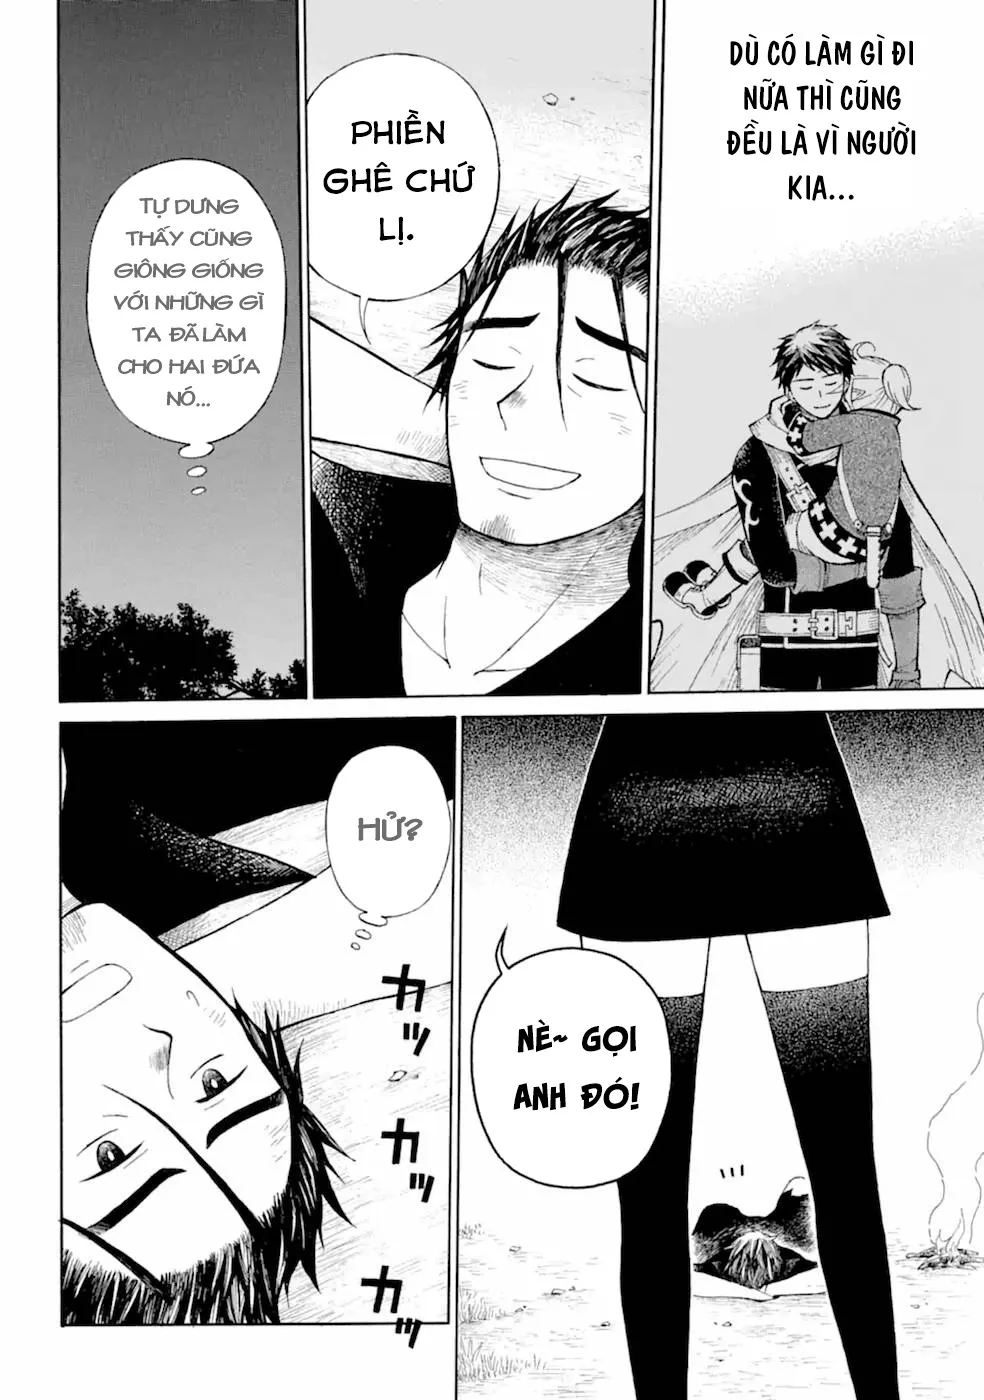 DÙ CÓ LÀM GÌ ĐI
NỮA THÌ CŨNG
ĐỀU LÀ VÌ NGƯỜI
KIA...
PHIỀN
GHÊ CHỨ
LỊ.
TỰ DƯNG
THẤY CŨNG
GIÔNG GIỐNG
VỚI NHỮNG GÌ
TA ĐÃ LÀM
CHO HAI ĐỨA
NÓ...
NÈ~ GỌI
ANH ĐÓ!
HỬ?
カッ
カッ
カッ